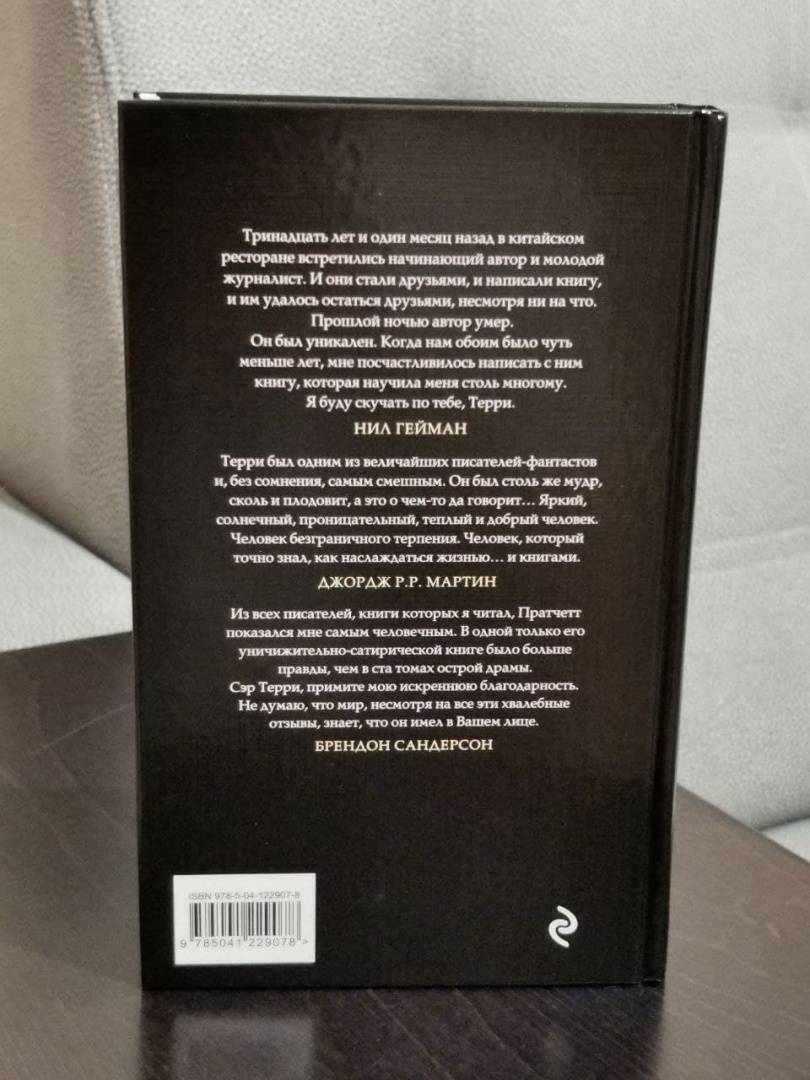 Тринадцать лет и один месяц назад в китайском
ресторане встретились начинающий автор и молодой
журналист. И они стали друзьями, и написали книгу,
и им удалось остаться друзьями, несмотря ни на что.
Прошлой ночью автор умер.
Он был уникален. Когда нам обоим было чуть
меньше лет, мне посчастливилось написать с ним
книгу, которая научила меня столь многому.
Я буду скучать по тебе, Терри.
НИЛ ГЕЙМАН
Терри был одним из величайших писателей-фантастов
и, без сомнения, самым смешным. Он был столь же мудр,
сколь и плодовит, а это о чем-то да говорит... Яркий,
солнечный, проницательный, теплый и добрый человек.
Человек безграничного терпения. Человек, который
точно знал, как наслаждаться жизнью... и книгами.
ДЖОРДЖ Р.Р. МАРТИН
Из всех писателей, книги которых я читал, Пратчетт
показался мне самым человечным. В одной только его
уничижительно-сатирической книге было больше
правды, чем в ста томах острой драмы.
Сэр Терри, примите мою искреннюю благодарность.
Не думаю, что мир, несмотря на все эти хвалебные
отзывы, знает, что он имел в Вашем лице.
БРЕНДОН САНДЕРСОН
ISBN 978-5-04-122907-8
9 785041 229078 >